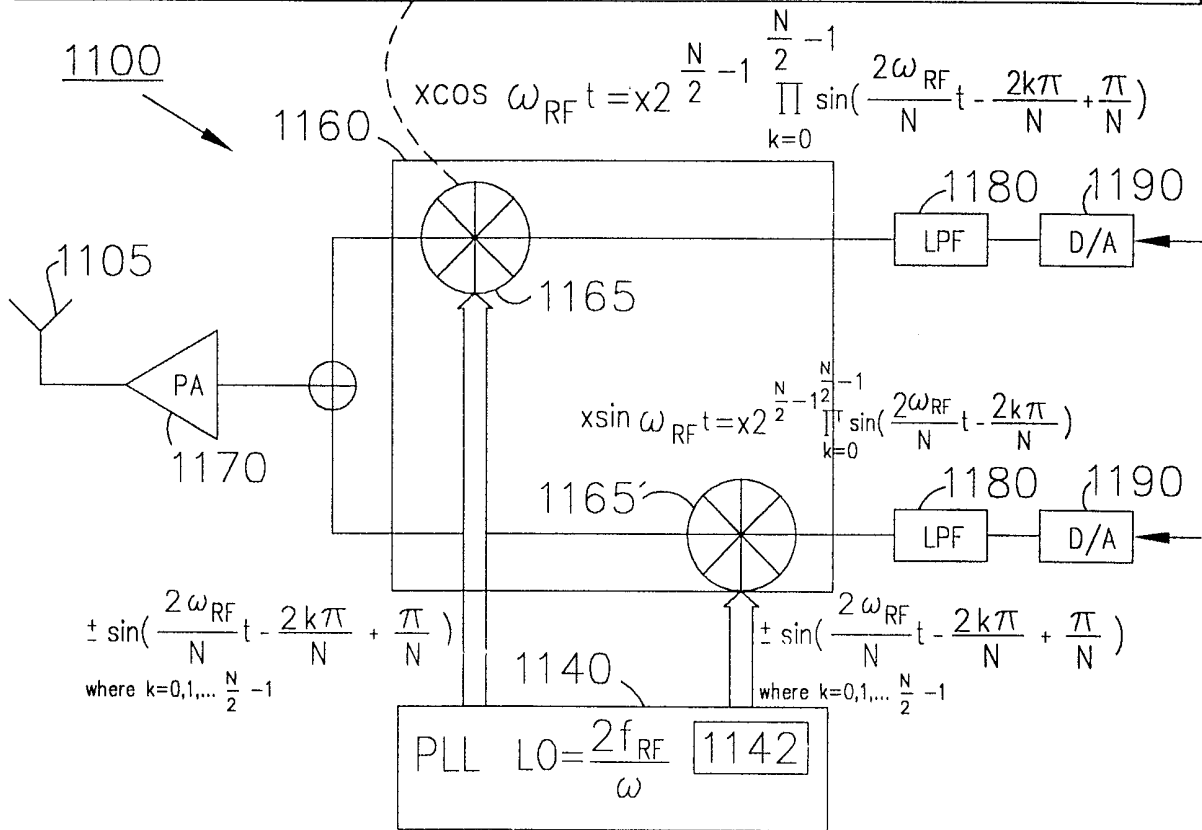 1100
xcos ω_RF t = x2^(N/2 -1) ∏_(k=0)^(N/2 -1) sin(2ω_RF/N t - 2kπ/N + π/N)
1160
1180
1190
LPF
D/A
1105
1165
PA
1170
xsin ω_RF t = x2^(N/2 -1) ∏_(k=0)^(N/2 -1) sin(2ω_RF/N t - 2kπ/N)
1165'
1180
1190
LPF
D/A
± sin(2ω_RF/N t - 2kπ/N + π/N)
where k=0,1,... N/2 -1
± sin(2ω_RF/N t - 2kπ/N + π/N)
where k=0,1,... N/2 -1
1140
PLL LO=2f_RF/ω 1142